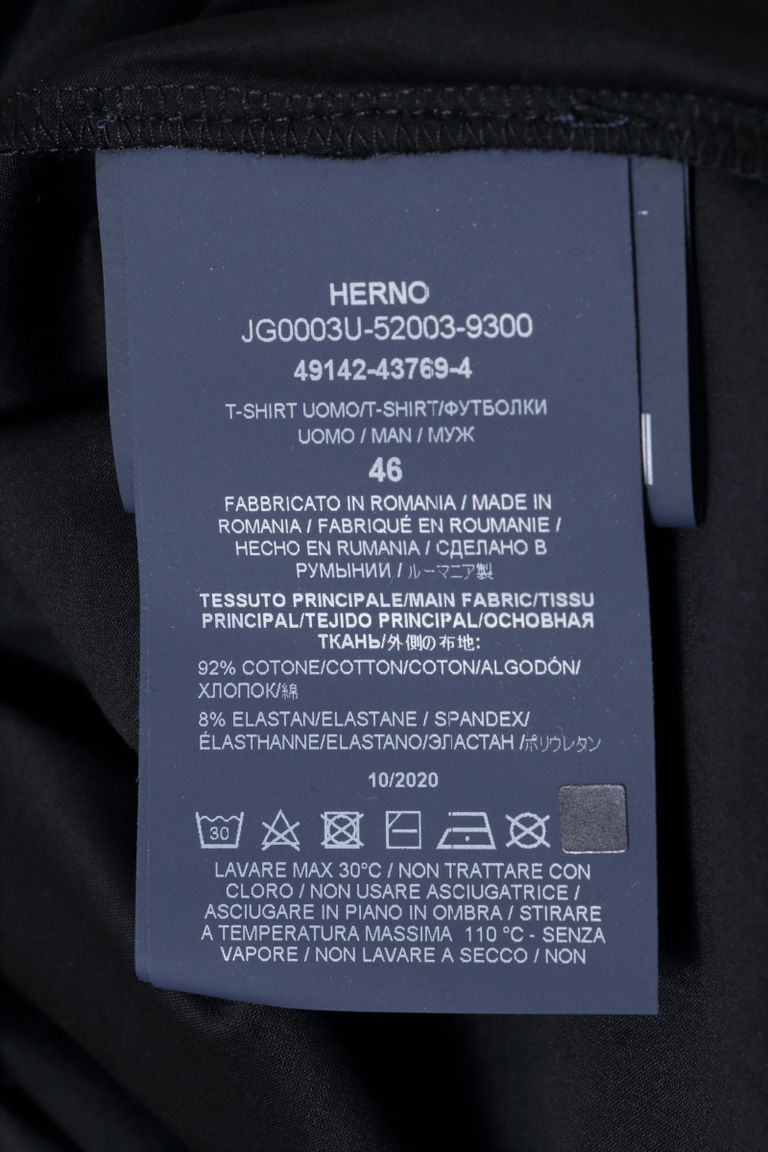 HERNO
JG0003U-52003-9300
49142-43769-4
T-SHIRT UOMO/T-SHIRT/ФУТБОЛКИ
UOMO / MAN / МУЖ
46
FABBRICATO IN ROMANIA / MADE IN
ROMANIA / FABRIQUÉ EN ROUMANIE /
HECHO EN RUMANIA / СДЕЛАНО В
РУМЫНИИ / ルーマニア製
TESSUTO PRINCIPALE/MAIN FABRIC/TISSU
PRINCIPAL/TEJIDO PRINCIPAL/ОСНОВНАЯ
ТКАНЬ/外側の布地:
92% COTONE/COTTON/COTON/ALGODÓN/
ХЛОПОК/綿
8% ELASTAN/ELASTANE / SPANDEX/
ÉLASTHANNE/ELASTANO/ЭЛАСТАН /ポリウレタン
10/2020
30
LAVARE MAX 30°C / NON TRATTARE CON
CLORO / NON USARE ASCIUGATRICE /
ASCIUGARE IN PIANO IN OMBRA / STIRARE
A TEMPERATURA MASSIMA 110 °C - SENZA
VAPORE / NON LAVARE A SECCO / NON